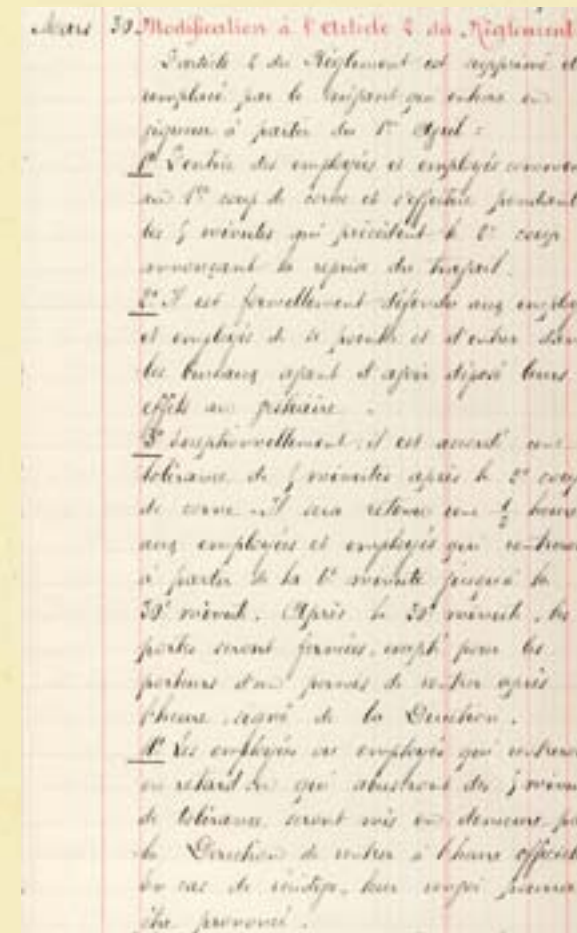 Mars 30 Modification à l'Article 2 du Règlement
L'article 2 du Règlement est supprimé et
remplacé par le suivant qui entrera en
vigueur à partir du 1er Avril :
1° L'entrée des employées et employés commence
au 1er coup de corne et s'effectue pendant
les 5 minutes qui précèdent le 2e coup
annonçant la reprise du travail.
2° Il est formellement défendu aux employées
et employés de se rendre et d'entrer dans
les bureaux avant d'avoir déposé leurs
effets au vestiaire.
3° Exceptionnellement, il est accordé une
tolérance de 5 minutes après le 2e coup
de corne. Il sera retenu une 1/2 heure
aux employées et employés qui rentreront
à partir de la 6e minute jusqu'à la
30e minute. Après la 30e minute, les
portes seront fermées, excepté pour les
porteurs d'un permis de rentrer après
l'heure, signé de la Direction.
4° Les employées ou employés qui entreront
en retard ou qui abuseront des 5 minutes
de tolérance, seront mis en demeure par
la Direction de rentrer à l'heure officielle
En cas de récidive, leur renvoi pourra
être prononcé.